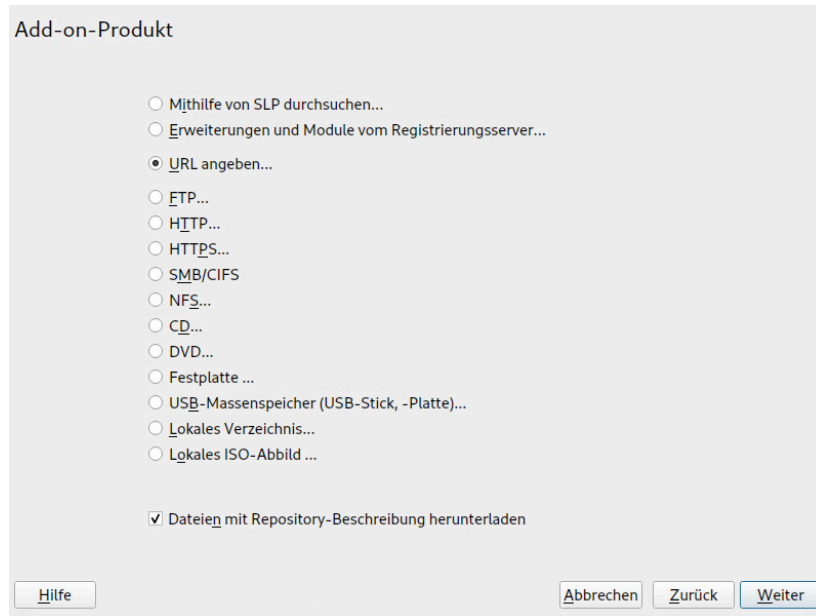 Add-on-Produkt
Mithilfe von SLP durchsuchen...
Erweiterungen und Module vom Registrierungsserver...
URL angeben...
FTP...
HTTP...
HTTPS...
SMB/CIFS
NFS...
CD...
DVD...
Festplatte ...
USB-Massenspeicher (USB-Stick, -Platte)...
Lokales Verzeichnis...
Lokales ISO-Abbild ...
Dateien mit Repository-Beschreibung herunterladen
Hilfe Abbrechen Zurück Weiter